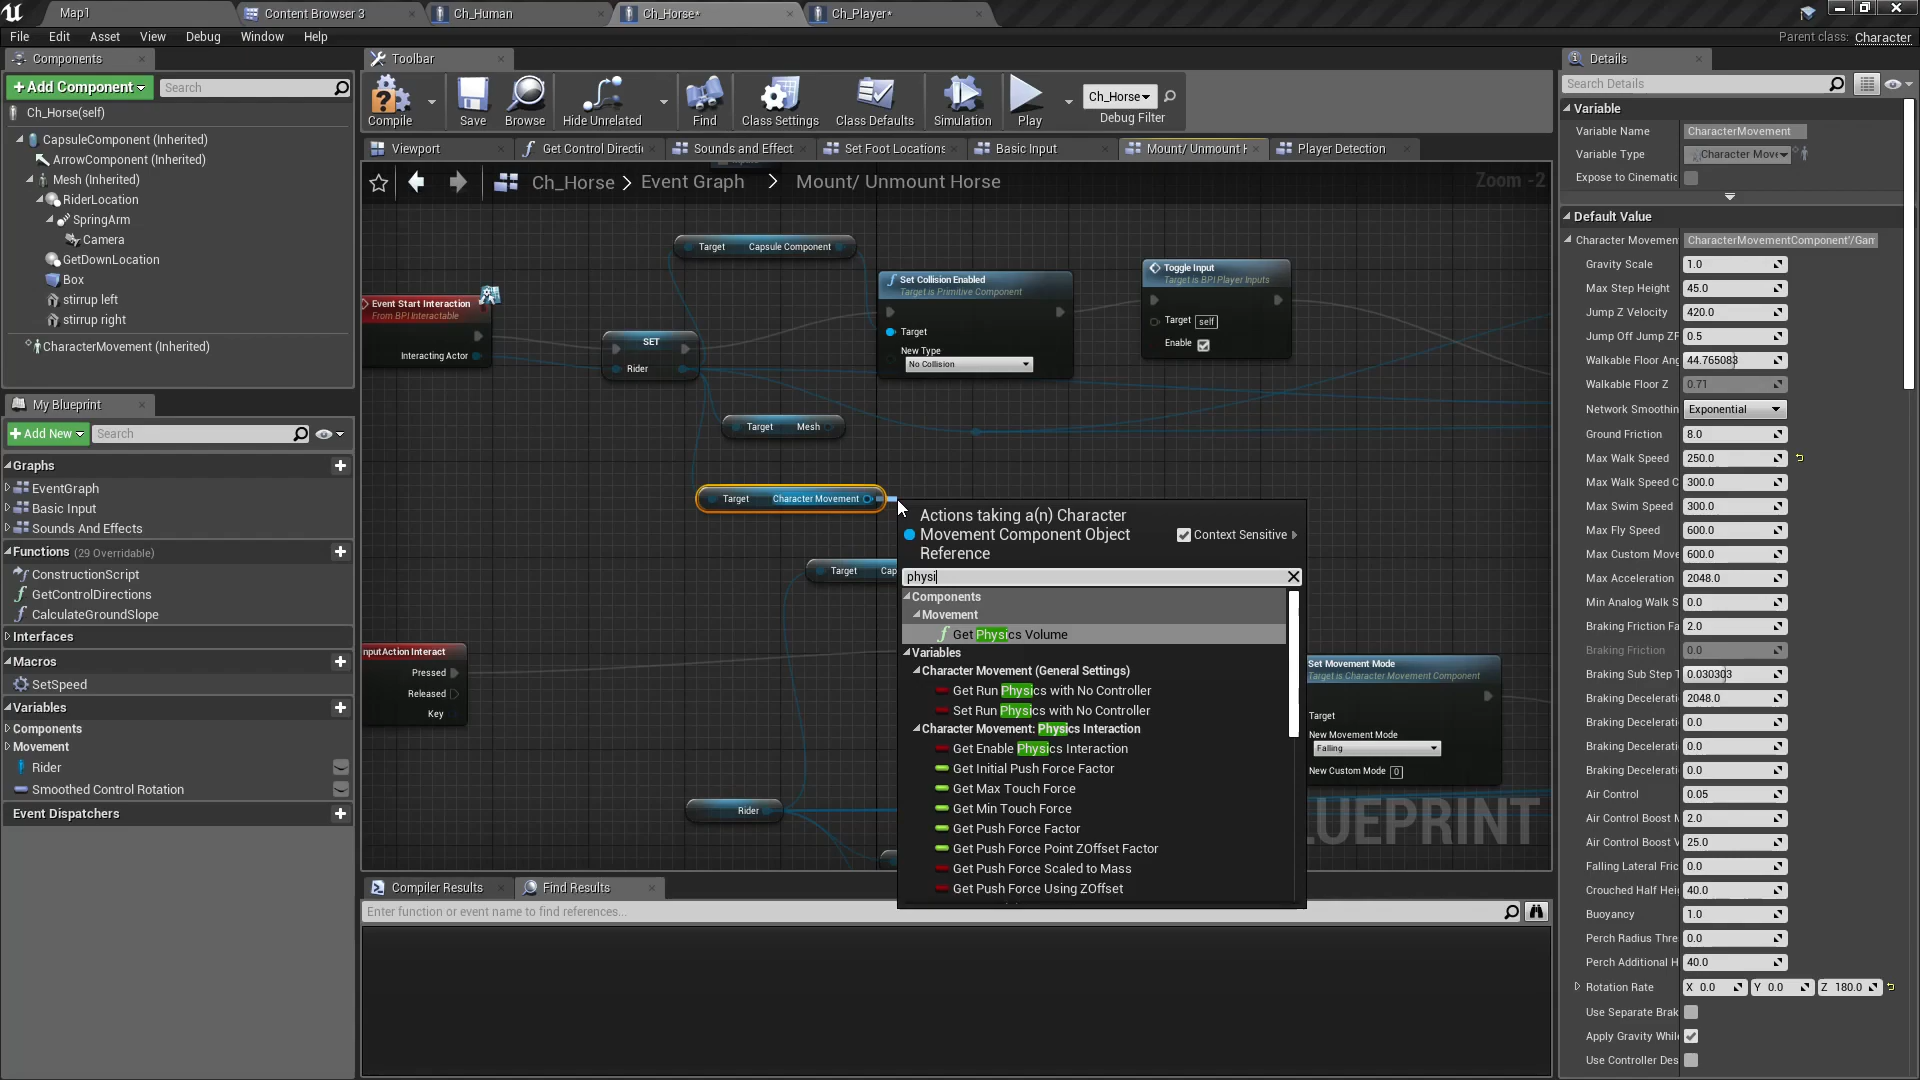 Map1
Content Browser 3
Ch_Human
Ch_Horse*
Ch_Player*
File Edit Asset View Debug Window Help
Parent class: Character
Components
+Add Component
Search
Ch_Horse(self)
CapsuleComponent (Inherited)
ArrowComponent (Inherited)
Mesh (Inherited)
RiderLocation
SpringArm
Camera
GetDownLocation
Box
stirrup left
stirrup right
CharacterMovement (Inherited)
My Blueprint
+Add New
Search
Graphs
EventGraph
Basic Input
Sounds And Effects
Functions (29 Overridable)
ConstructionScript
GetControlDirections
CalculateGroundSlope
Interfaces
Macros
SetSpeed
Variables
Components
Movement
Rider
Smoothed Control Rotation
Event Dispatchers
Toolbar
Compile
Save
Browse
Hide Unrelated
Find
Class Settings
Class Defaults
Simulation
Play
Ch_Horse
Debug Filter
Viewport
Get Control Directi
Sounds and Effect
Set Foot Locations
Basic Input
Mount/ Unmount H
Player Detection
Ch_Horse > Event Graph > Mount/ Unmount Horse
Zoom -2
Target Capsule Component
Event Start Interaction
From BPI Interactable
Interacting Actor
SET
Rider
Set Collision Enabled
Target is Primitive Component
Target
New Type
No Collision
Toggle Input
Target is BPI Player Inputs
Target self
Enable
Target Mesh
Target Character Movement
Target Cap
nputAction Interact
Pressed
Released
Key
Rider
Actions taking a(n) Character
Movement Component Object
Reference
Context Sensitive
physi
Components
Movement
Get Physics Volume
Variables
Character Movement (General Settings)
Get Run Physics with No Controller
Set Run Physics with No Controller
Character Movement: Physics Interaction
Get Enable Physics Interaction
Get Initial Push Force Factor
Get Max Touch Force
Get Min Touch Force
Get Push Force Factor
Get Push Force Point ZOffset Factor
Get Push Force Scaled to Mass
Get Push Force Using ZOffset
Set Movement Mode
Target is Character Movement Component
Target
New Movement Mode
Falling
New Custom Mode 0
UEPRINT
Compiler Results
Find Results
Enter function or event name to find references...
Details
Search Details
Variable
Variable Name CharacterMovement
Variable Type Character Move
Expose to Cinematic
Default Value
Character Movement CharacterMovementComponent'/Gam
Gravity Scale 1.0
Max Step Height 45.0
Jump Z Velocity 420.0
Jump Off Jump ZF 0.5
Walkable Floor Ang 44.765083
Walkable Floor Z 0.71
Network Smoothin Exponential
Ground Friction 8.0
Max Walk Speed 250.0
Max Walk Speed C 300.0
Max Swim Speed 300.0
Max Fly Speed 600.0
Max Custom Move 600.0
Max Acceleration 2048.0
Min Analog Walk S 0.0
Braking Friction Fa 2.0
Braking Friction 0.0
Braking Sub Step T 0.030303
Braking Decelerati 2048.0
Braking Decelerati 0.0
Braking Decelerati 0.0
Braking Decelerati 0.0
Air Control 0.05
Air Control Boost M 2.0
Air Control Boost V 25.0
Falling Lateral Fric 0.0
Crouched Half Hei 40.0
Buoyancy 1.0
Perch Radius Thre 0.0
Perch Additional H 40.0
Rotation Rate X 0.0 Y 0.0 Z 180.0
Use Separate Brak
Apply Gravity Whil
Use Controller Des